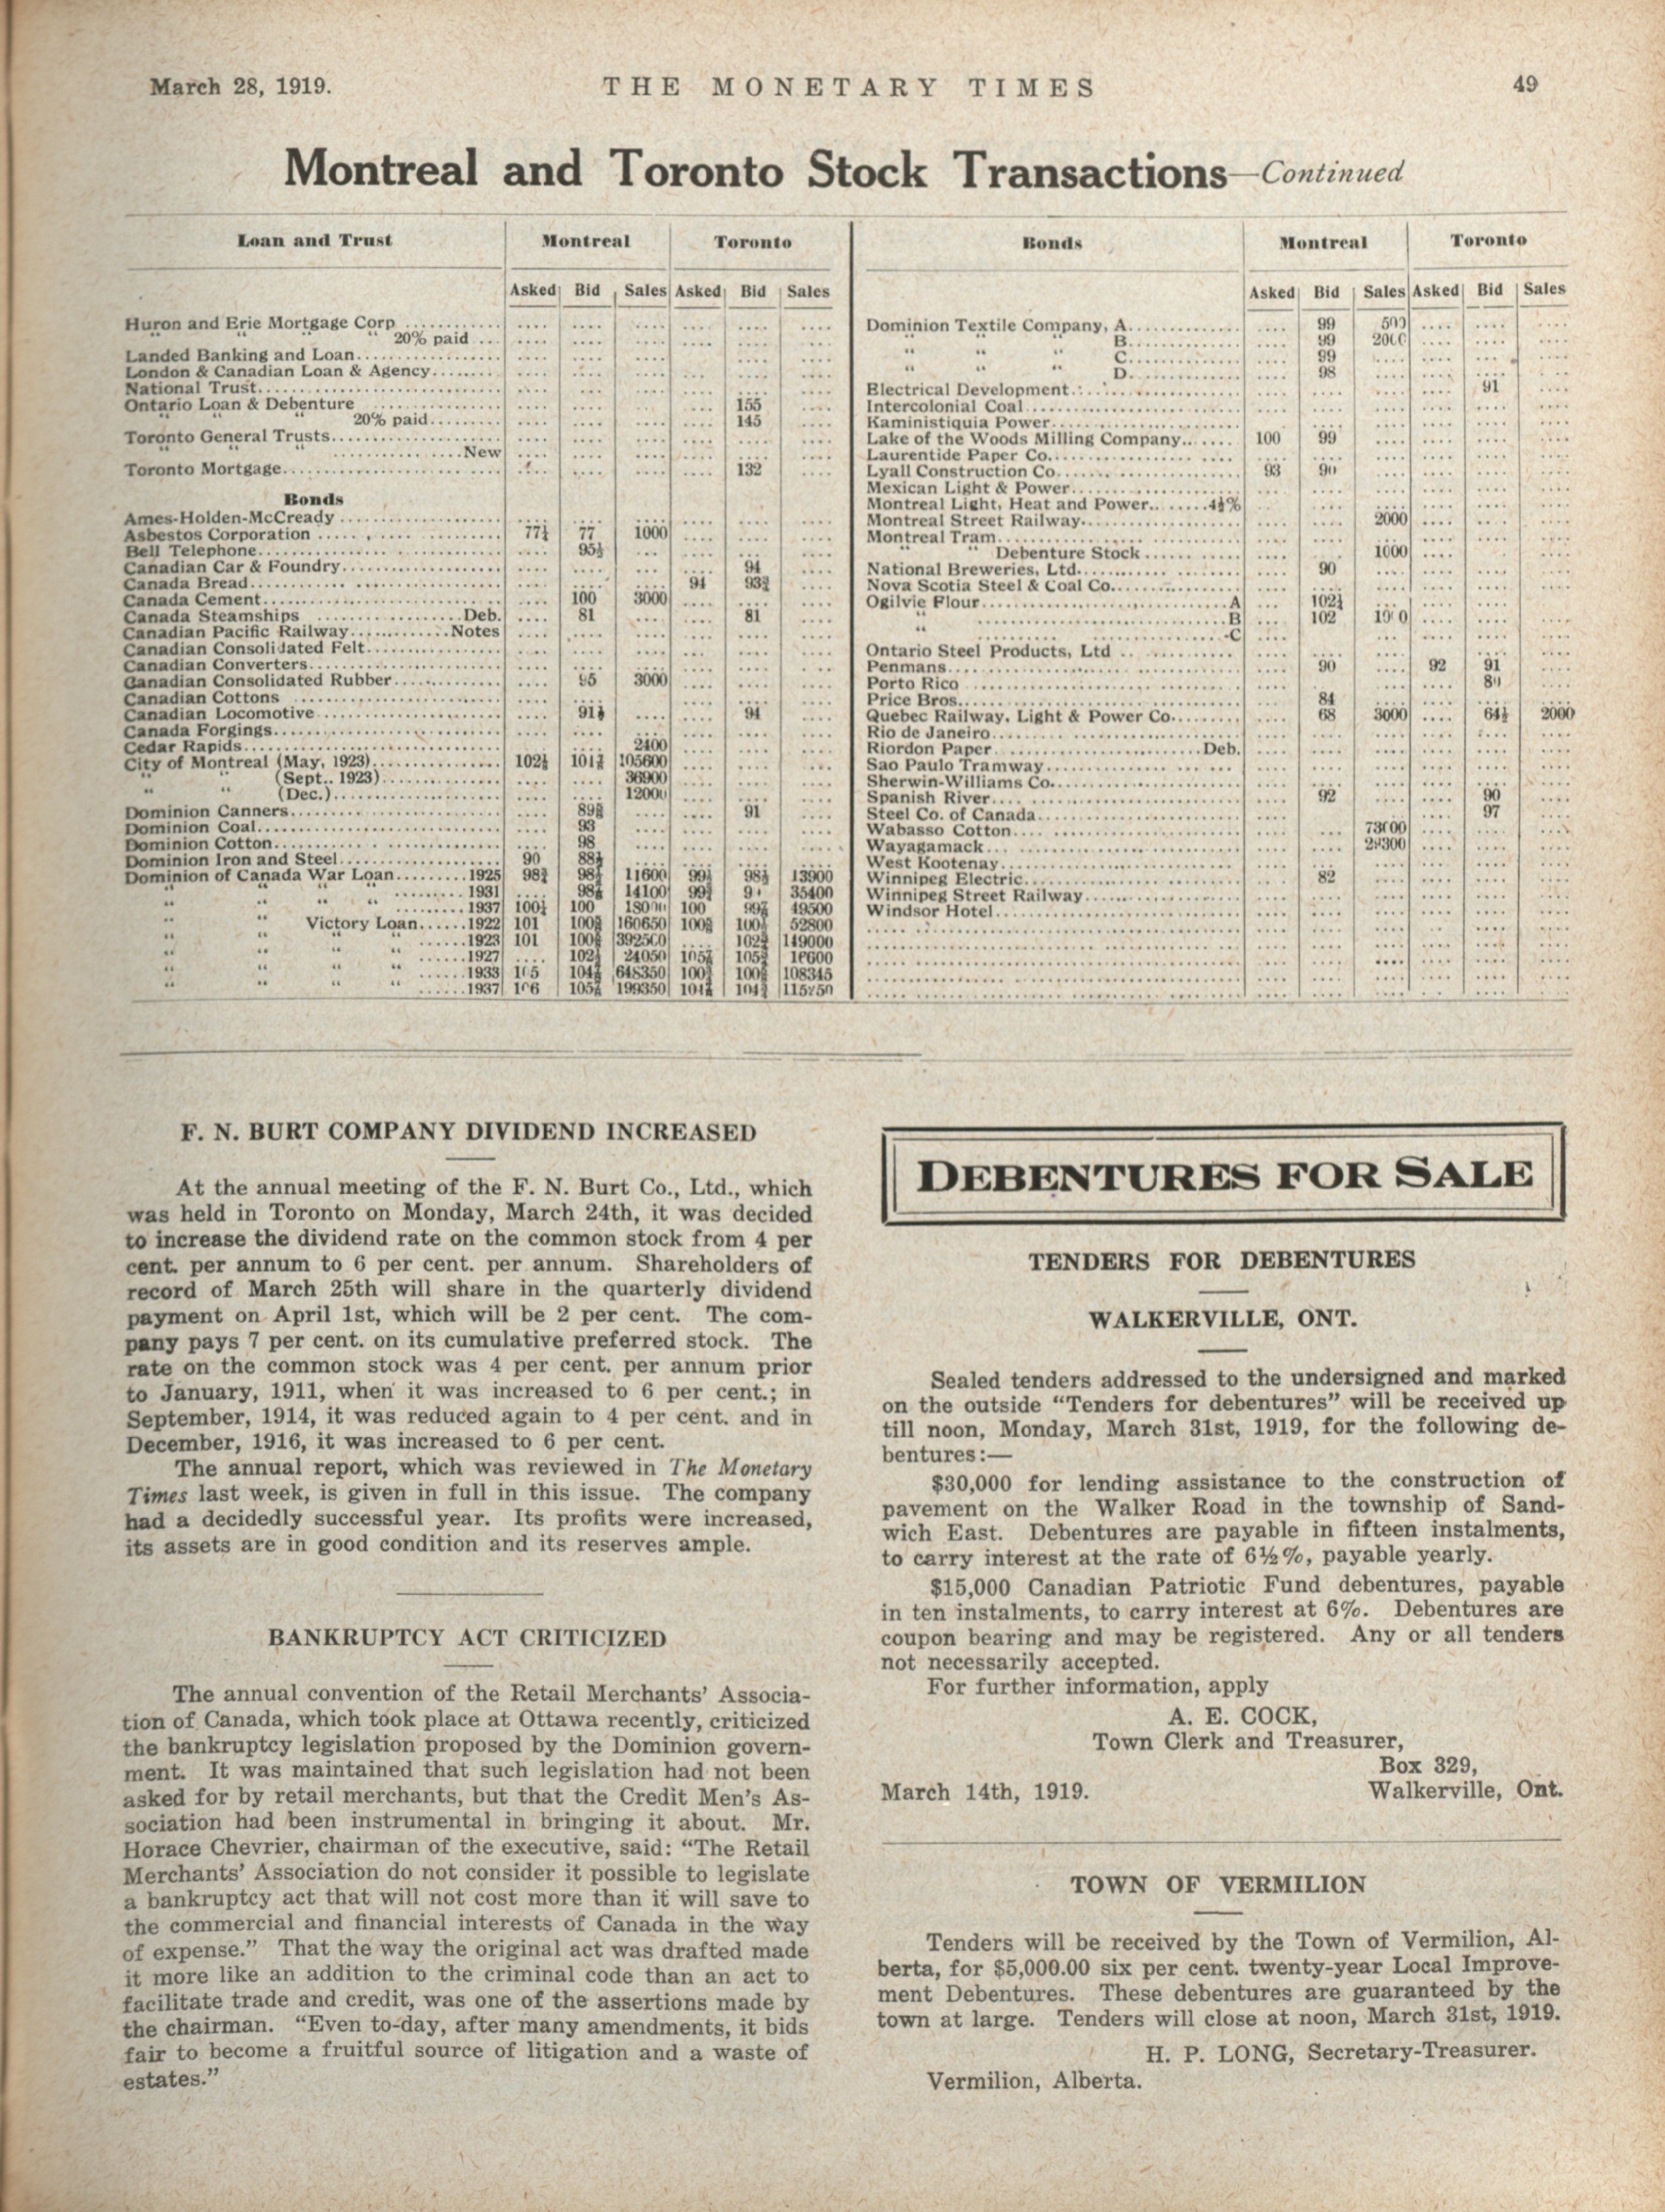 March 28, 1919.
THE MONETARY TIMES
49
Montreal and Toronto Stock Transactions—Continued
Loan and Trust
Montreal
Toronto
Asked Bid Sales Asked Bid Sales
Huron and Erie Mortgage Corp
" " " 20% paid
Landed Banking and Loan
London & Canadian Loan & Agency
National Trust
Ontario Loan & Debenture 155
" 20% paid 145
Toronto General Trusts
" " New
Toronto Mortgage 132
Bonds
Ames-Holden-McCready
Asbestos Corporation 77 1000
Bell Telephone
Canadian Car & Foundry 94
Canada Bread 94
Canada Cement 100 3000
Canada Steamships Deb. 81 81
Canadian Pacific Railway Notes
Canadian Consolidated Felt
Canadian Converters
Canadian Consolidated Rubber 3000
Canadian Cottons
Canadian Locomotive
Canada Forgings
Cedar Rapids 2400
City of Montreal (May, 1923) 105600
" " (Sept., 1923) 36900
" " (Dec.)
Dominion Canners 91
Dominion Coal 93
Dominion Cotton 98
Dominion Iron and Steel 90
Dominion of Canada War Loan 1925 11600 13900
" " " " 1931 14100 35400
" " " " 1937 100 100 49500
" " Victory Loan 1922 101 160650 52800
" " " " 1923 101 149000
" " " " 1927 24050
" " " " 1933 648350 108345
" " " " 1937 199350
Bonds
Montreal
Toronto
Asked Bid Sales Asked Bid Sales
Dominion Textile Company, A 99
" " " B 99
" " " C 99
" " " D 98
Electrical Development 91
Intercolonial Coal
Kaministiquia Power
Lake of the Woods Milling Company 100 99
Laurentide Paper Co.
Lyall Construction Co. 93 90
Mexican Light & Power
Montreal Light, Heat and Power 4½%
Montreal Street Railway 2000
Montreal Tram
" Debenture Stock 1000
National Breweries, Ltd. 90
Nova Scotia Steel & Coal Co.
Ogilvie Flour A
" B 102
" C
Ontario Steel Products, Ltd
Penmans 90 92 91
Porto Rico
Price Bros. 84
Quebec Railway, Light & Power Co. 68 3000 2000
Rio de Janeiro
Riordon Paper Deb.
Sao Paulo Tramway
Sherwin-Williams Co.
Spanish River 92 90
Steel Co. of Canada 97
Wabasso Cotton
Wayagamack
West Kootenay
Winnipeg Electric 82
Winnipeg Street Railway
Windsor Hotel
F. N. BURT COMPANY DIVIDEND INCREASED
At the annual meeting of the F. N. Burt Co., Ltd., which
was held in Toronto on Monday, March 24th, it was decided
to increase the dividend rate on the common stock from 4 per
cent. per annum to 6 per cent. per annum. Shareholders of
record of March 25th will share in the quarterly dividend
payment on April 1st, which will be 2 per cent. The com-
pany pays 7 per cent. on its cumulative preferred stock. The
rate on the common stock was 4 per cent. per annum prior
to January, 1911, when it was increased to 6 per cent.; in
September, 1914, it was reduced again to 4 per cent. and in
December, 1916, it was increased to 6 per cent.
The annual report, which was reviewed in The Monetary
Times last week, is given in full in this issue. The company
had a decidedly successful year. Its profits were increased,
its assets are in good condition and its reserves ample.
BANKRUPTCY ACT CRITICIZED
The annual convention of the Retail Merchants' Associa-
tion of Canada, which took place at Ottawa recently, criticized
the bankruptcy legislation proposed by the Dominion govern-
ment. It was maintained that such legislation had not been
asked for by retail merchants, but that the Credit Men's As-
sociation had been instrumental in bringing it about. Mr.
Horace Chevrier, chairman of the executive, said: "The Retail
Merchants' Association do not consider it possible to legislate
a bankruptcy act that will not cost more than it will save to
the commercial and financial interests of Canada in the way
of expense." That the way the original act was drafted made
it more like an addition to the criminal code than an act to
facilitate trade and credit, was one of the assertions made by
the chairman. "Even to-day, after many amendments, it bids
fair to become a fruitful source of litigation and a waste of
estates."
DEBENTURES FOR SALE
TENDERS FOR DEBENTURES
WALKERVILLE, ONT.
Sealed tenders addressed to the undersigned and marked
on the outside "Tenders for debentures" will be received up
till noon, Monday, March 31st, 1919, for the following de-
bentures:—
$30,000 for lending assistance to the construction of
pavement on the Walker Road in the township of Sand-
wich East. Debentures are payable in fifteen instalments,
to carry interest at the rate of 6½%, payable yearly.
$15,000 Canadian Patriotic Fund debentures, payable
in ten instalments, to carry interest at 6%. Debentures are
coupon bearing and may be registered. Any or all tenders
not necessarily accepted.
For further information, apply
A. E. COCK,
Town Clerk and Treasurer,
Box 329,
March 14th, 1919. Walkerville, Ont.
TOWN OF VERMILION
Tenders will be received by the Town of Vermilion, Al-
berta, for $5,000.00 six per cent. twenty-year Local Improve-
ment Debentures. These debentures are guaranteed by the
town at large. Tenders will close at noon, March 31st, 1919.
H. P. LONG, Secretary-Treasurer.
Vermilion, Alberta.